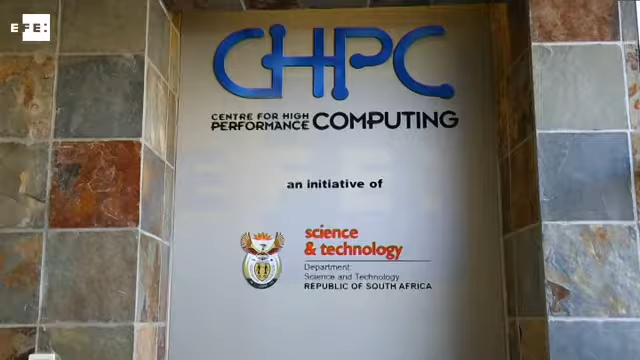 EFE:
CHPC
CENTRE FOR HIGH
PERFORMANCE COMPUTING
an initiative of
science
& technology
Department:
Science and Technology
REPUBLIC OF SOUTH AFRICA